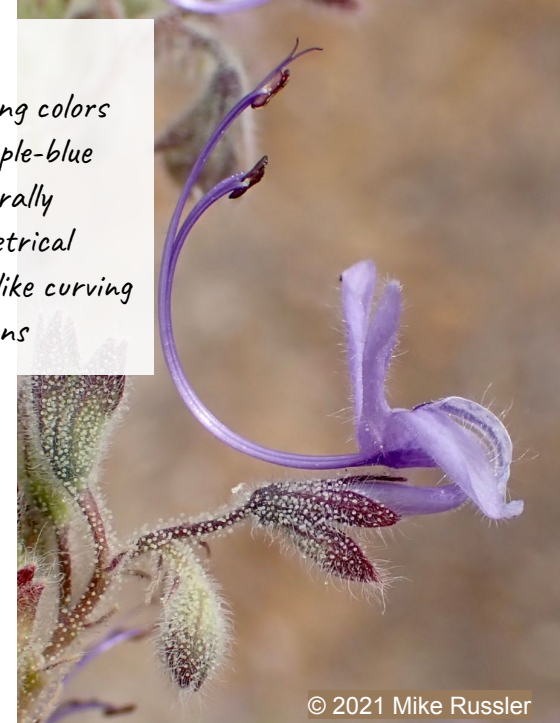 ng colors
ple-blue
rally
etrical
like curving
ns
© 2021 Mike Russler